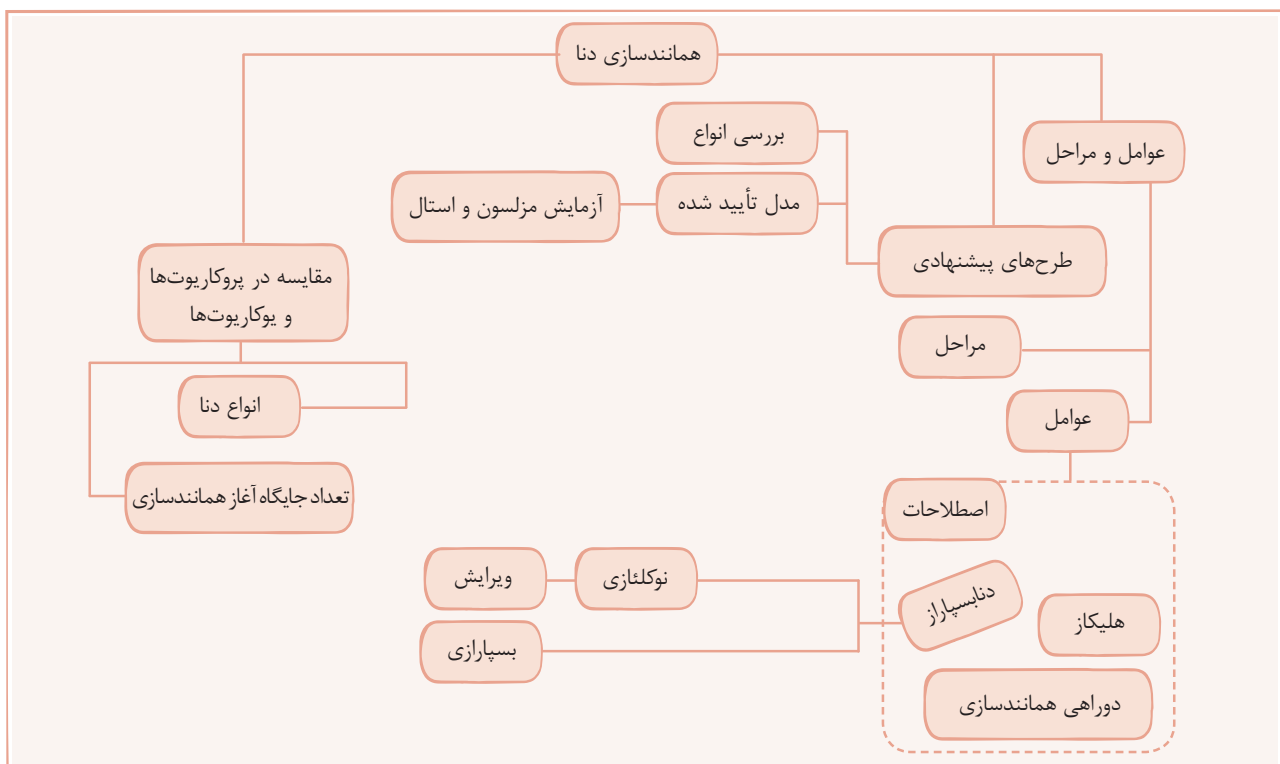 همانندسازی دنا
عوامل و مراحل
بررسی انواع
مدل تأیید شده
آزمایش مزلسون و استال
طرح‌های پیشنهادی
مقایسه در پروکاریوت‌ها
و یوکاریوت‌ها
مراحل
انواع دنا
عوامل
تعداد جایگاه آغاز همانندسازی
اصطلاحات
دنابسپاراز
نوکلئازی
ویرایش
هلیکاز
بسپارازی
دوراهی همانندسازی